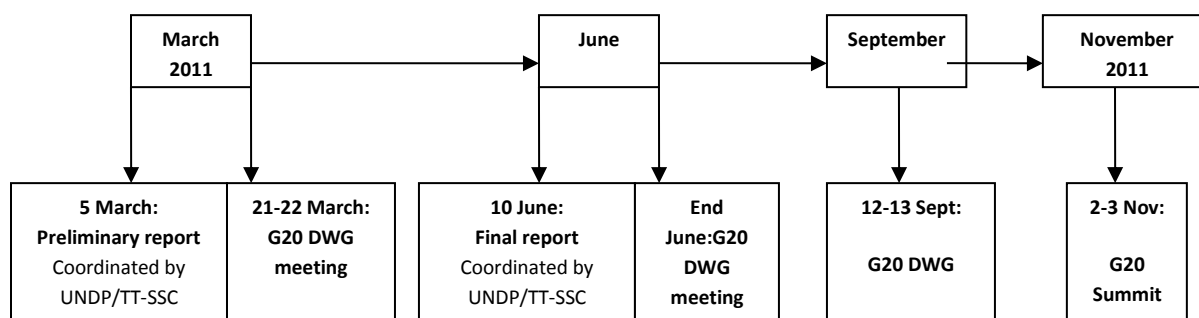 March
2011
June
September
November
2011
5 March:
Preliminary report
Coordinated by
UNDP/TT-SSC
21-22 March:
G20 DWG
meeting
10 June:
Final report
Coordinated by
UNDP/TT-SSC
End
June:G20
DWG
meeting
12-13 Sept:
G20 DWG
2-3 Nov:
G20
Summit